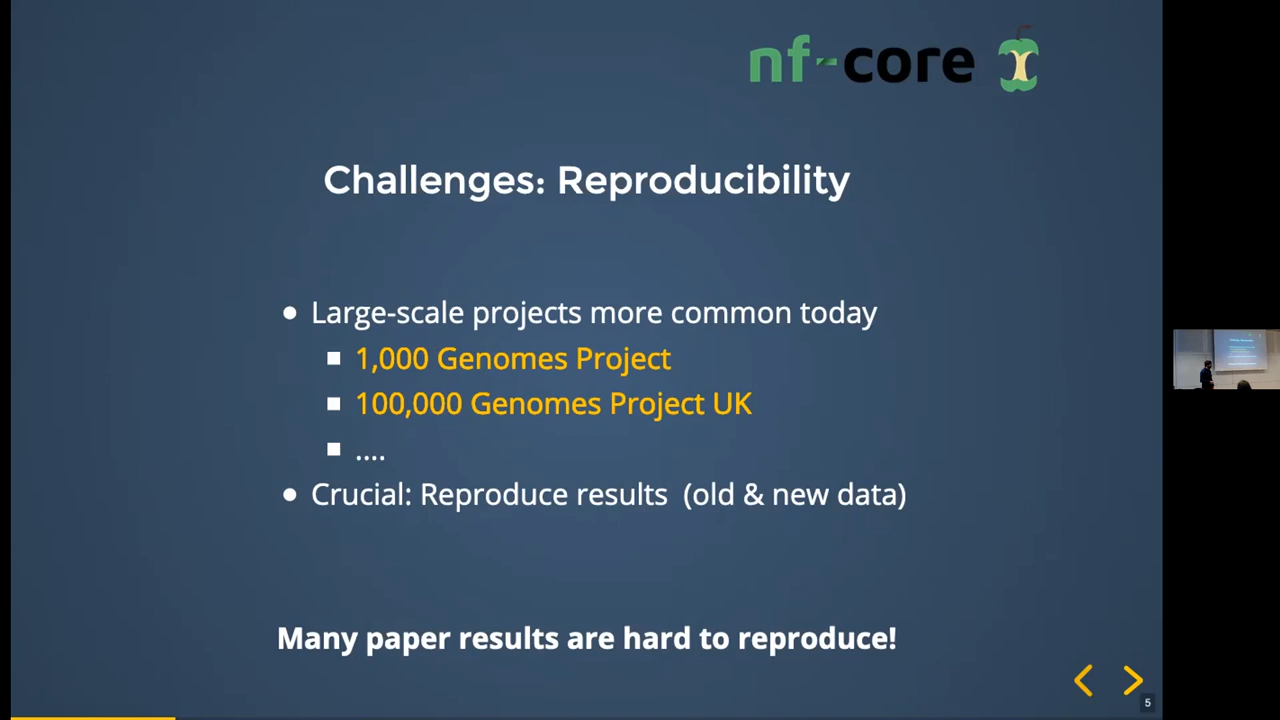 nf-core
Challenges: Reproducibility
Large-scale projects more common today
1,000 Genomes Project
100,000 Genomes Project UK
....
Crucial: Reproduce results (old & new data)
Many paper results are hard to reproduce!
5